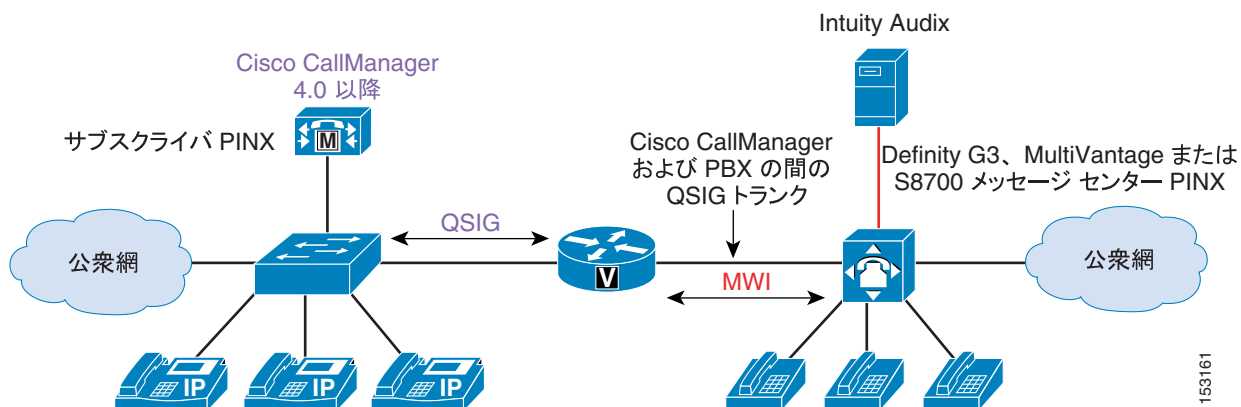 Intuity Audix
Cisco CallManager
4.0 以降
サブスクライバ PINX
M
Cisco CallManager
および PBX の間の
QSIG トランク
Definity G3、MultiVantage または
S8700 メッセージ センター PINX
公衆網
QSIG
V
MWI
公衆網
IP
IP
IP
153161